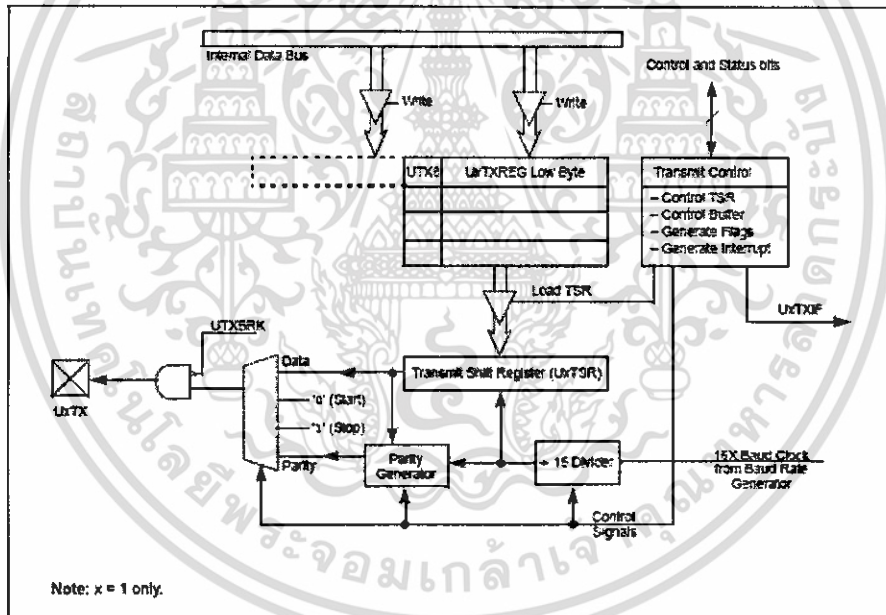 Internal Data Bus
Control and Status bits
Write
Write
UTX8
UxTXREG Low Byte
Transmit Control
– Control TSR
– Control Buffer
– Generate Flags
– Generate Interrupt
Load TSR
UxTXIF
UTXBRK
Data
Transmit Shift Register (UxTSR)
UxTX
'0' (Start)
'1' (Stop)
Parity
Parity
Generator
÷ 16 Divider
16X Baud Clock
from Baud Rate
Generator
Control
Signals
Note: x = 1 only.